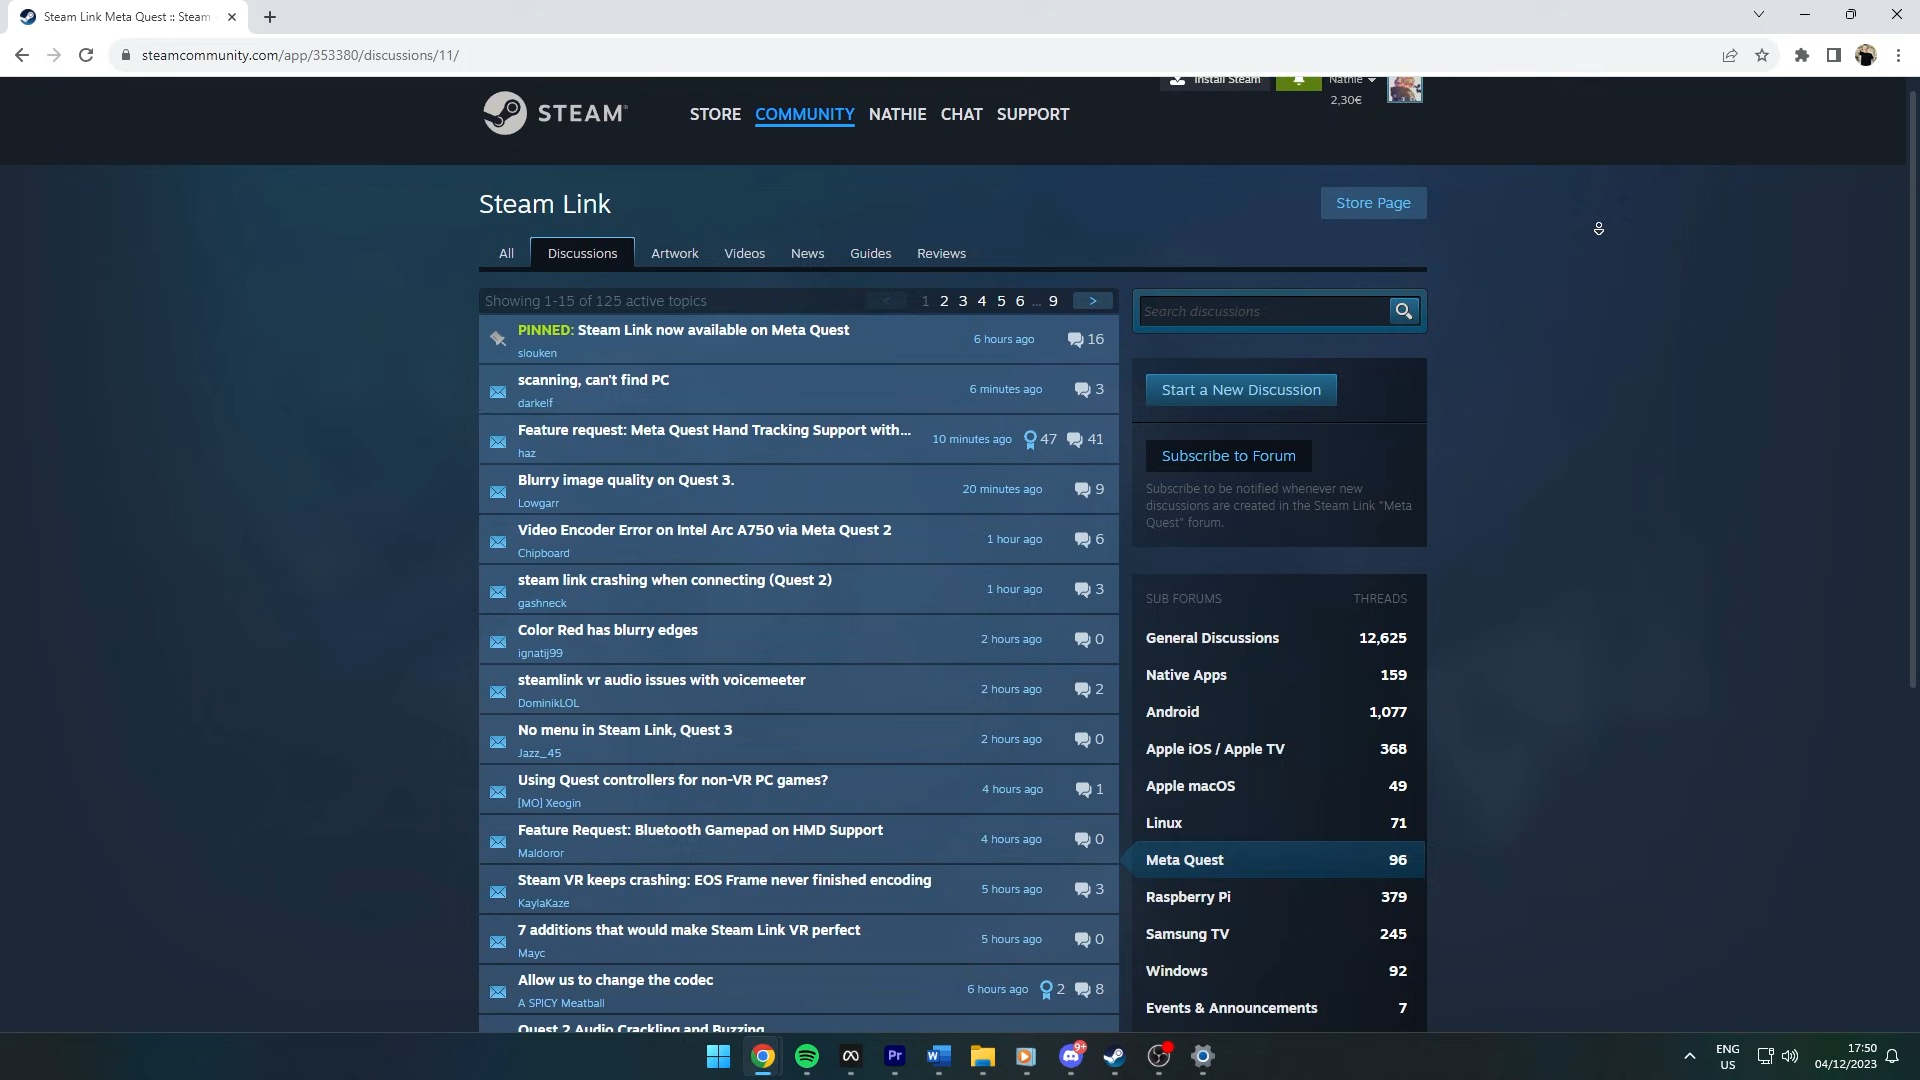 Steam Link Meta Quest :: Steam
steamcommunity.com/app/353380/discussions/11/
Install Steam
Nathie
2,30€
STEAM®
STORE COMMUNITY NATHIE CHAT SUPPORT
Steam Link
Store Page
All Discussions Artwork Videos News Guides Reviews
Showing 1-15 of 125 active topics
< 1 2 3 4 5 6 ... 9 >
Search discussions
PINNED: Steam Link now available on Meta Quest
slouken
6 hours ago 16
scanning, can't find PC
darkelf
6 minutes ago 3
Feature request: Meta Quest Hand Tracking Support with...
haz
10 minutes ago 47 41
Blurry image quality on Quest 3.
Lowgarr
20 minutes ago 9
Video Encoder Error on Intel Arc A750 via Meta Quest 2
Chipboard
1 hour ago 6
steam link crashing when connecting (Quest 2)
gashneck
1 hour ago 3
Color Red has blurry edges
ignatij99
2 hours ago 0
steamlink vr audio issues with voicemeeter
DominikLOL
2 hours ago 2
No menu in Steam Link, Quest 3
Jazz_45
2 hours ago 0
Using Quest controllers for non-VR PC games?
[MO] Xeogin
4 hours ago 1
Feature Request: Bluetooth Gamepad on HMD Support
Maldoror
4 hours ago 0
Steam VR keeps crashing: EOS Frame never finished encoding
KaylaKaze
5 hours ago 3
7 additions that would make Steam Link VR perfect
Mayc
5 hours ago 0
Allow us to change the codec
A SPICY Meatball
6 hours ago 2 8
Quest 2 Audio Crackling and Buzzing
Start a New Discussion
Subscribe to Forum
Subscribe to be notified whenever new
discussions are created in the Steam Link "Meta
Quest" forum.
SUB FORUMS THREADS
General Discussions 12,625
Native Apps 159
Android 1,077
Apple iOS / Apple TV 368
Apple macOS 49
Linux 71
Meta Quest 96
Raspberry Pi 379
Samsung TV 245
Windows 92
Events & Announcements 7
Pr
W
9+
ENG
US
17:50
04/12/2023